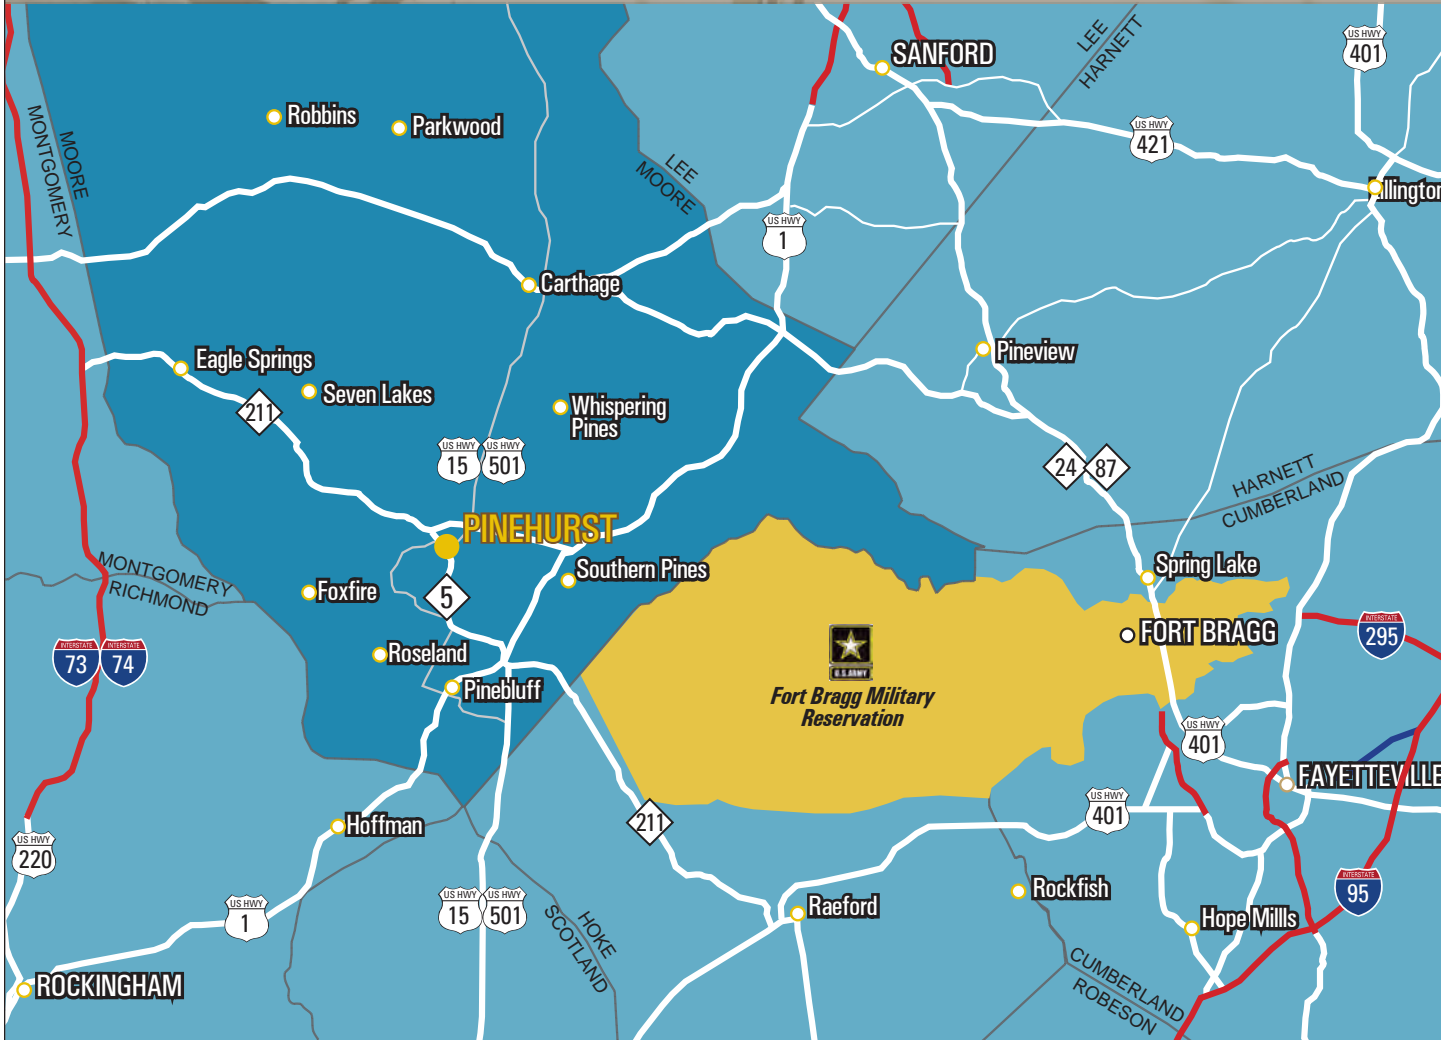 SANFORD
LEE
HARNETT
US HWY
401
Robbins
Parkwood
US HWY
421
MOORE
MONTGOMERY
LEE
MOORE
US HWY
1
Carthage
Eagle Springs
Pineview
Seven Lakes
211
Whispering
Pines
US HWY
15
US HWY
501
24
87
HARNETT
CUMBERLAND
PINEHURST
Southern Pines
Spring Lake
MONTGOMERY
RICHMOND
Foxfire
5
FORT BRAGG
INTERSTATE
295
INTERSTATE
73
INTERSTATE
74
Roseland
Pinebluff
U.S.ARMY
Fort Bragg Military
Reservation
US HWY
401
FAYETTEVILLE
US HWY
401
Hoffman
211
US HWY
220
INTERSTATE
95
Rockfish
US HWY
1
US HWY
15
US HWY
501
Raeford
Hope Millls
HOKE
SCOTLAND
ROCKINGHAM
CUMBERLAND
ROBESON